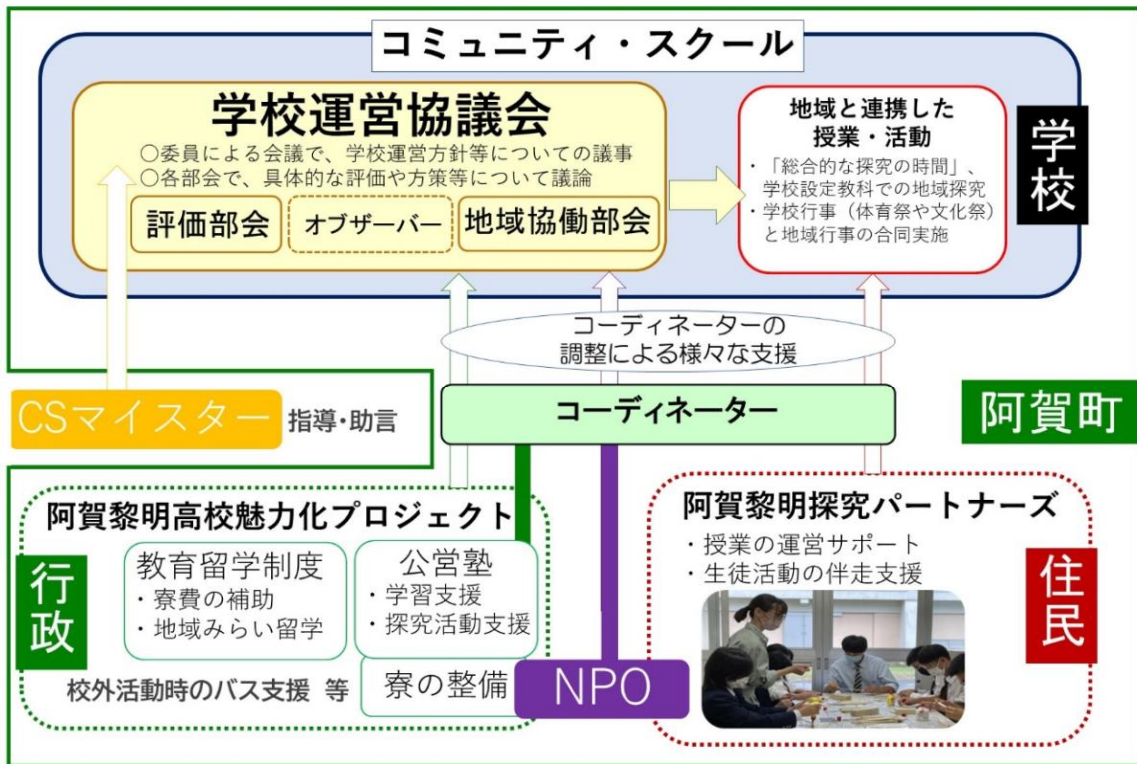 コミュニティ・スクール
学校運営協議会
○委員による会議で、学校運営方針等についての議事
○各部会で、具体的な評価や方策等について議論
評価部会
オブザーバー
地域協働部会
地域と連携した
授業・活動
・「総合的な探究の時間」、
学校設定教科での地域探究
・学校行事（体育祭や文化祭）
と地域行事の合同実施
学校
コーディネーターの
調整による様々な支援
CSマイスター
指導・助言
コーディネーター
阿賀町
阿賀黎明高校魅力化プロジェクト
行政
教育留学制度
・寮費の補助
・地域みらい留学
公営塾
・学習支援
・探究活動支援
校外活動時のバス支援 等
寮の整備
NPO
阿賀黎明探究パートナーズ
・授業の運営サポート
・生徒活動の伴走支援
住民